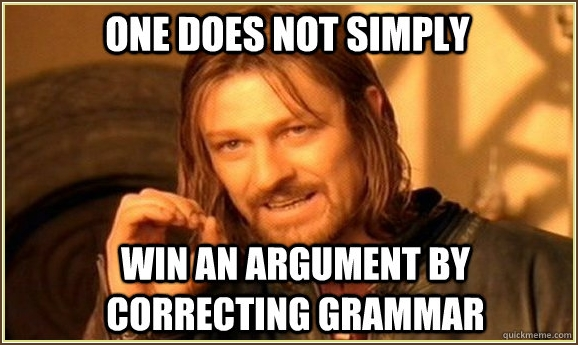 ONE DOES NOT SIMPLY
WIN AN ARGUMENT BY
CORRECTING GRAMMAR
quickmeme.com